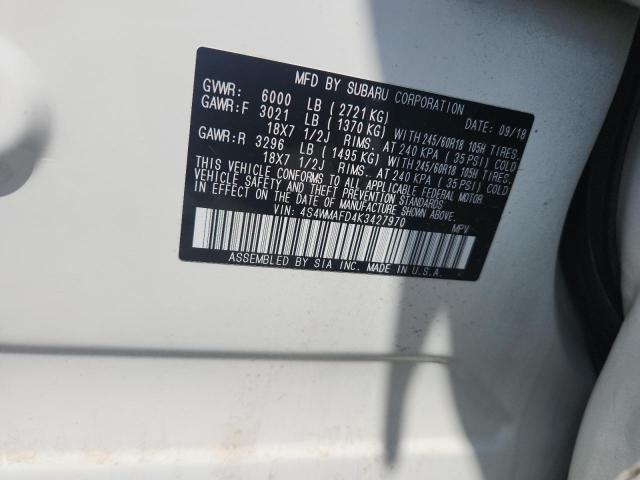 MFD BY SUBARU CORPORATION DATE: 09/18
GVWR: 6000 LB (2721 KG)
GAWR:F 3021 LB (1370 KG) WITH 245/60R18 105H TIRES.
18X7 1/2J RIMS. AT 240 KPA (35 PSI) COLD
GAWR:R 3296 LB (1495 KG) WITH 245/60R18 105H TIRES.
18X7 1/2J RIMS. AT 240 KPA (35 PSI) COLD
THIS VEHICLE CONFORMS TO ALL APPLICABLE FEDERAL MOTOR
VEHICLE SAFETY AND THEFT PREVENTION STANDARDS
IN EFFECT ON THE DATE OF MANUFACTURE SHOWN ABOVE.
VIN: 4S4WMAFD4K3427970 MPV
ASSEMBLED BY SIA INC. MADE IN U.S.A.